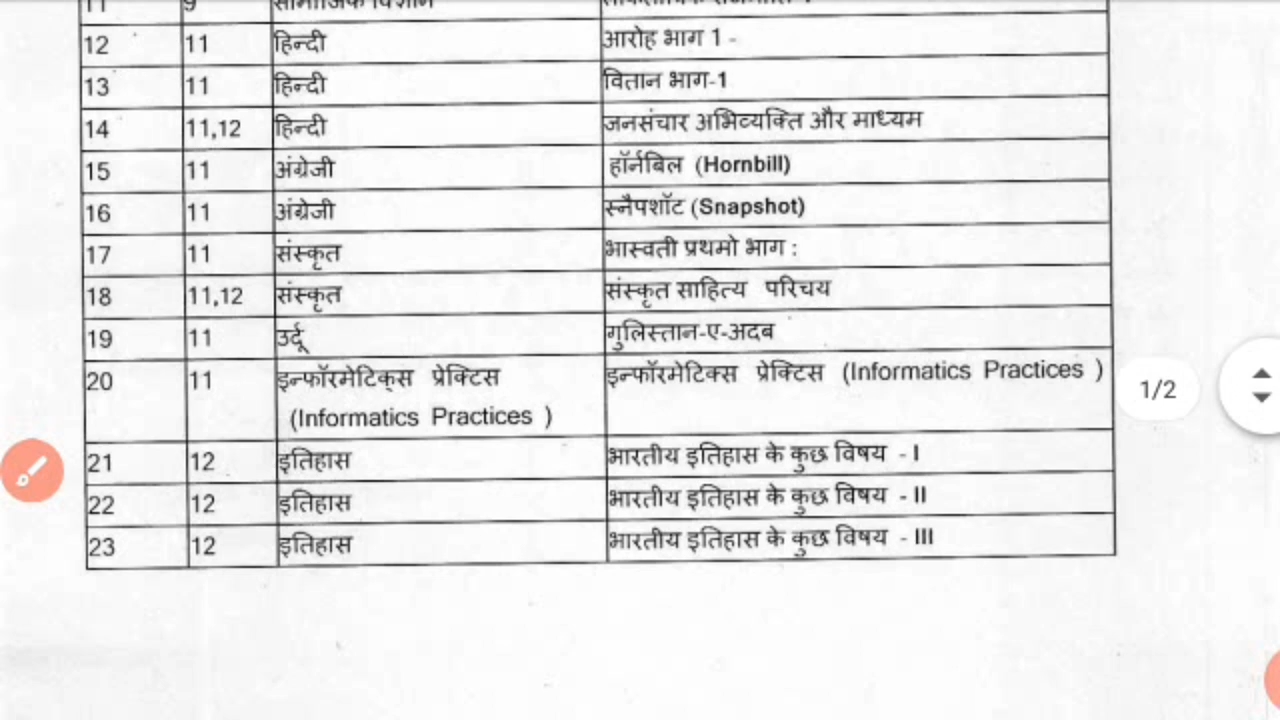 11 9 सामाजिक विज्ञान
12 11 हिन्दी आरोह भाग 1 -
13 11 हिन्दी वितान भाग-1
14 11,12 हिन्दी जनसंचार अभिव्यक्ति और माध्यम
15 11 अंग्रेजी हॉर्नबिल (Hornbill)
16 11 अंग्रेजी स्नैपशॉट (Snapshot)
17 11 संस्कृत भास्वती प्रथमो भाग :
18 11,12 संस्कृत संस्कृत साहित्य परिचय
19 11 उर्दू गुलिस्तान-ए-अदब
20 11 इन्फॉरमेटिक्स प्रेक्टिस इन्फॉरमेटिक्स प्रेक्टिस (Informatics Practices )
(Informatics Practices )
1/2
21 12 इतिहास भारतीय इतिहास के कुछ विषय - I
22 12 इतिहास भारतीय इतिहास के कुछ विषय - II
23 12 इतिहास भारतीय इतिहास के कुछ विषय - III